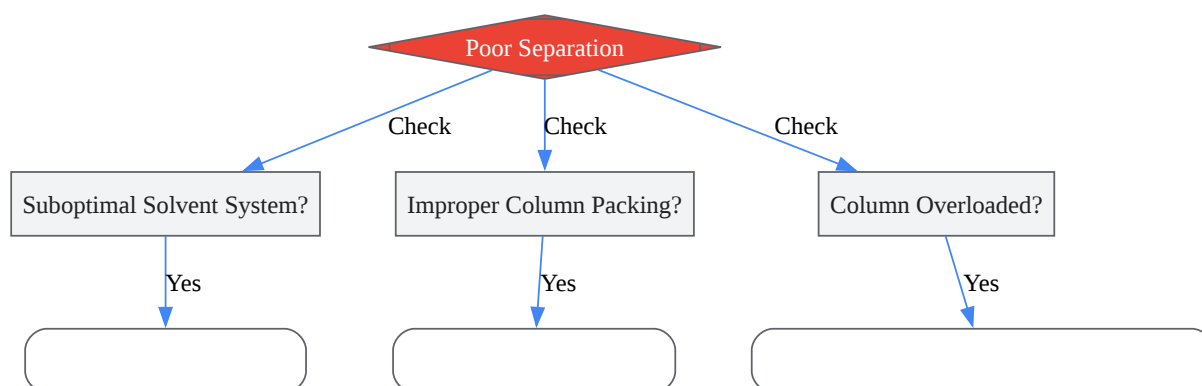 Poor Separation
Check
Check
Check
Suboptimal Solvent System?
Improper Column Packing?
Column Overloaded?
Yes
Yes
Yes